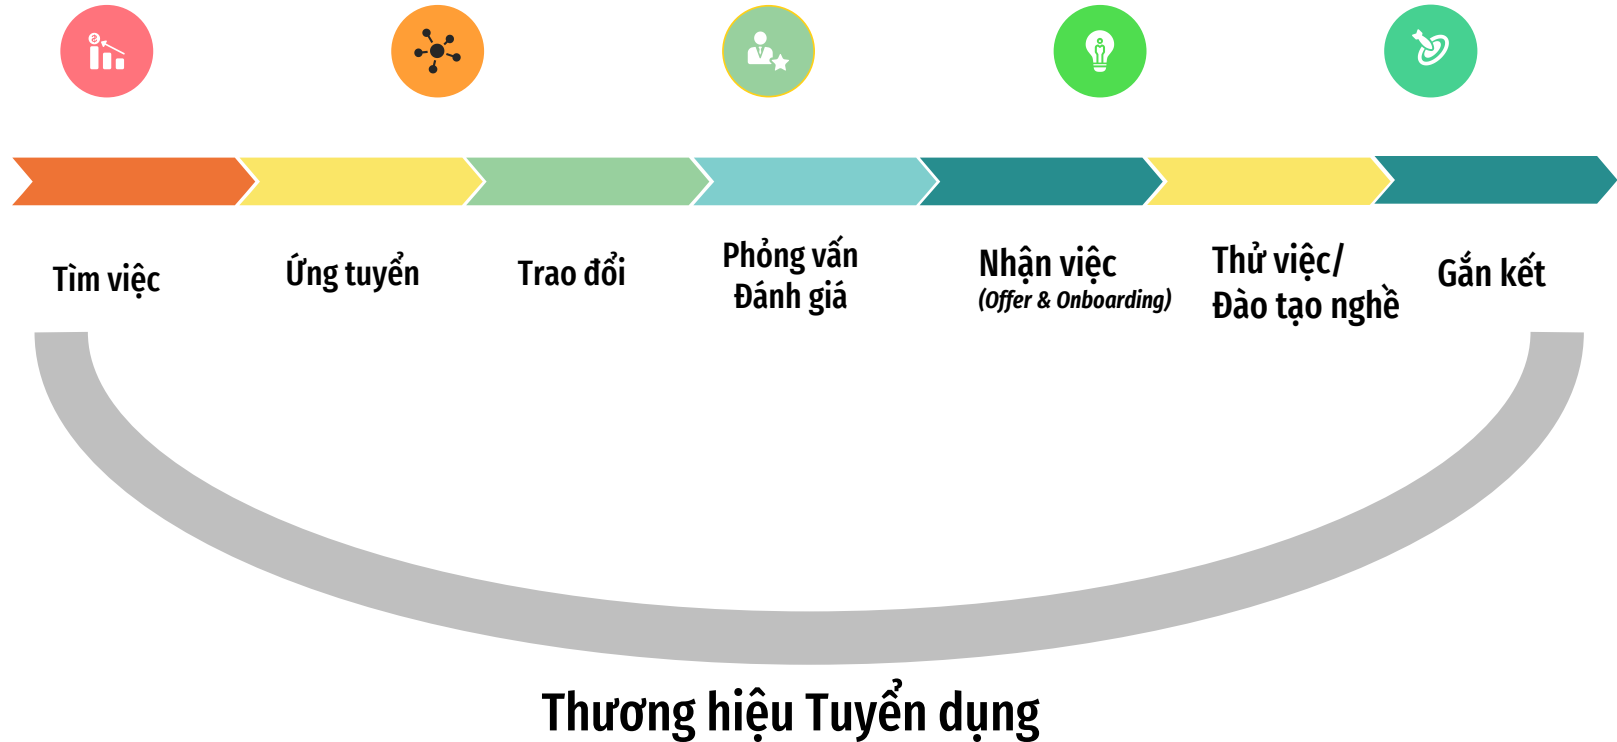 Tìm việc
Ứng tuyển
Trao đổi
Phỏng vấn
Đánh giá
Nhận việc
(Offer & Onboarding)
Thử việc/
Đào tạo nghề
Gắn kết
Thương hiệu Tuyển dụng